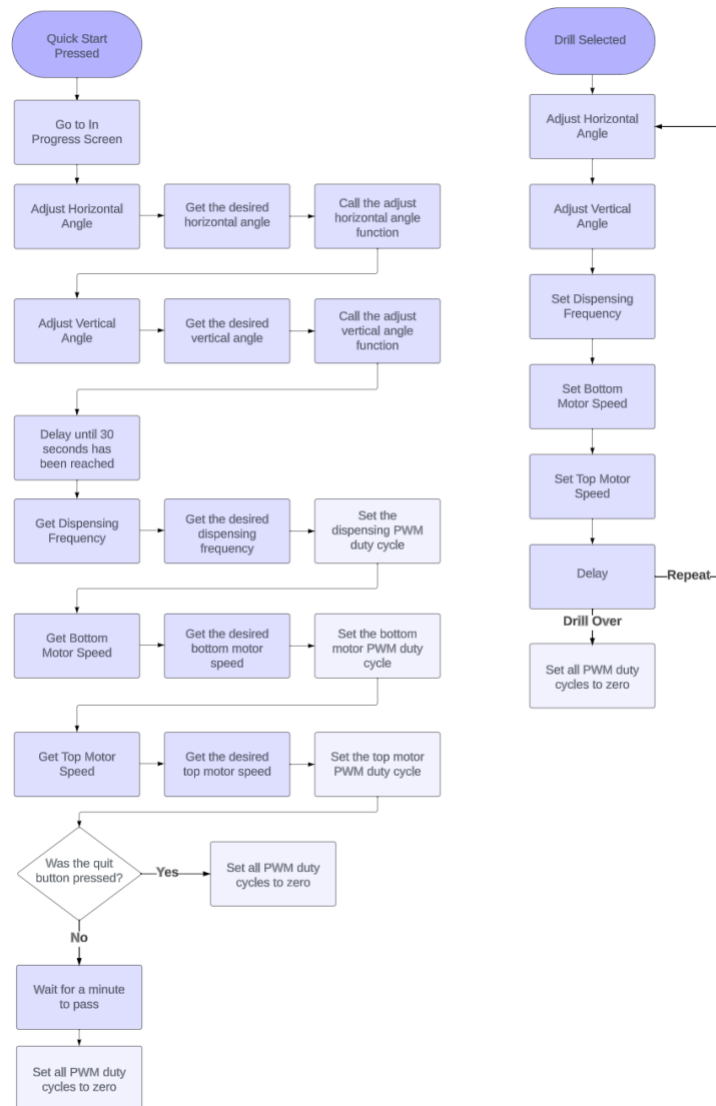 Quick Start
Pressed
Go to In
Progress Screen
Adjust Horizontal
Angle
Get the desired
horizontal angle
Call the adjust
horizontal angle
function
Adjust Vertical
Angle
Get the desired
vertical angle
Call the adjust
vertical angle
function
Delay until 30
seconds has
been reached
Get Dispensing
Frequency
Get the desired
dispensing
frequency
Set the
dispensing PWM
duty cycle
Get Bottom
Motor Speed
Get the desired
bottom motor
speed
Set the bottom
motor PWM duty
cycle
Get Top Motor
Speed
Get the desired
top motor speed
Set the top motor
PWM duty cycle
Was the quit
button pressed?
Yes
Set all PWM duty
cycles to zero
No
Wait for a minute
to pass
Set all PWM duty
cycles to zero
Drill Selected
Adjust Horizontal
Angle
Adjust Vertical
Angle
Set Dispensing
Frequency
Set Bottom
Motor Speed
Set Top Motor
Speed
Delay
Repeat
Drill Over
Set all PWM duty
cycles to zero